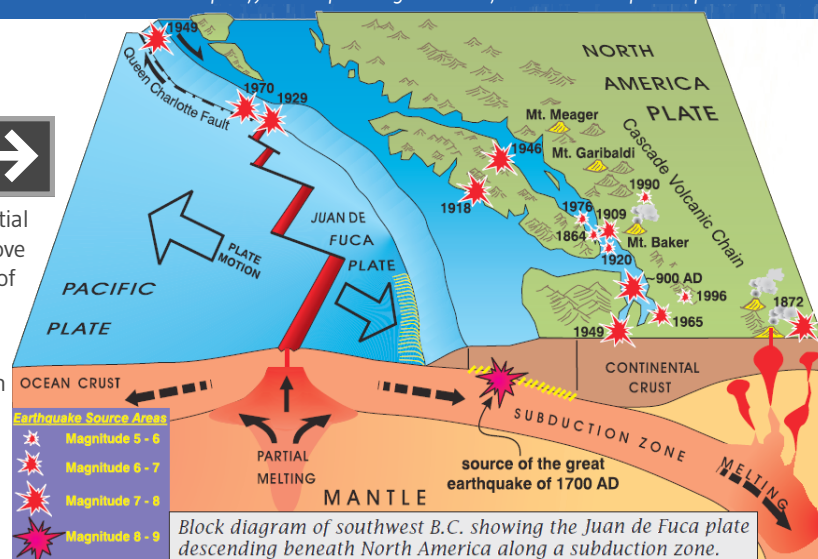 1949
Queen Charlotte Fault
1970
1929
NORTH
AMERICA
PLATE
Mt. Meager
Mt. Garibaldi
Cascade Volcanic Chain
1946
1918
1990
1976
1909
1864
Mt. Baker
1920
~900 AD
1996
1965
1949
1872
tial
ove
of
JUAN DE
FUCA
PLATE
PLATE
MOTION
PACIFIC
PLATE
OCEAN CRUST
CONTINENTAL
CRUST
SUBDUCTION ZONE
PARTIAL
MELTING
source of the great
earthquake of 1700 AD
MELTING
MANTLE
Earthquake Source Areas
Magnitude 5 - 6
Magnitude 6 - 7
Magnitude 7 - 8
Magnitude 8 - 9
Block diagram of southwest B.C. showing the Juan de Fuca plate
descending beneath North America along a subduction zone.